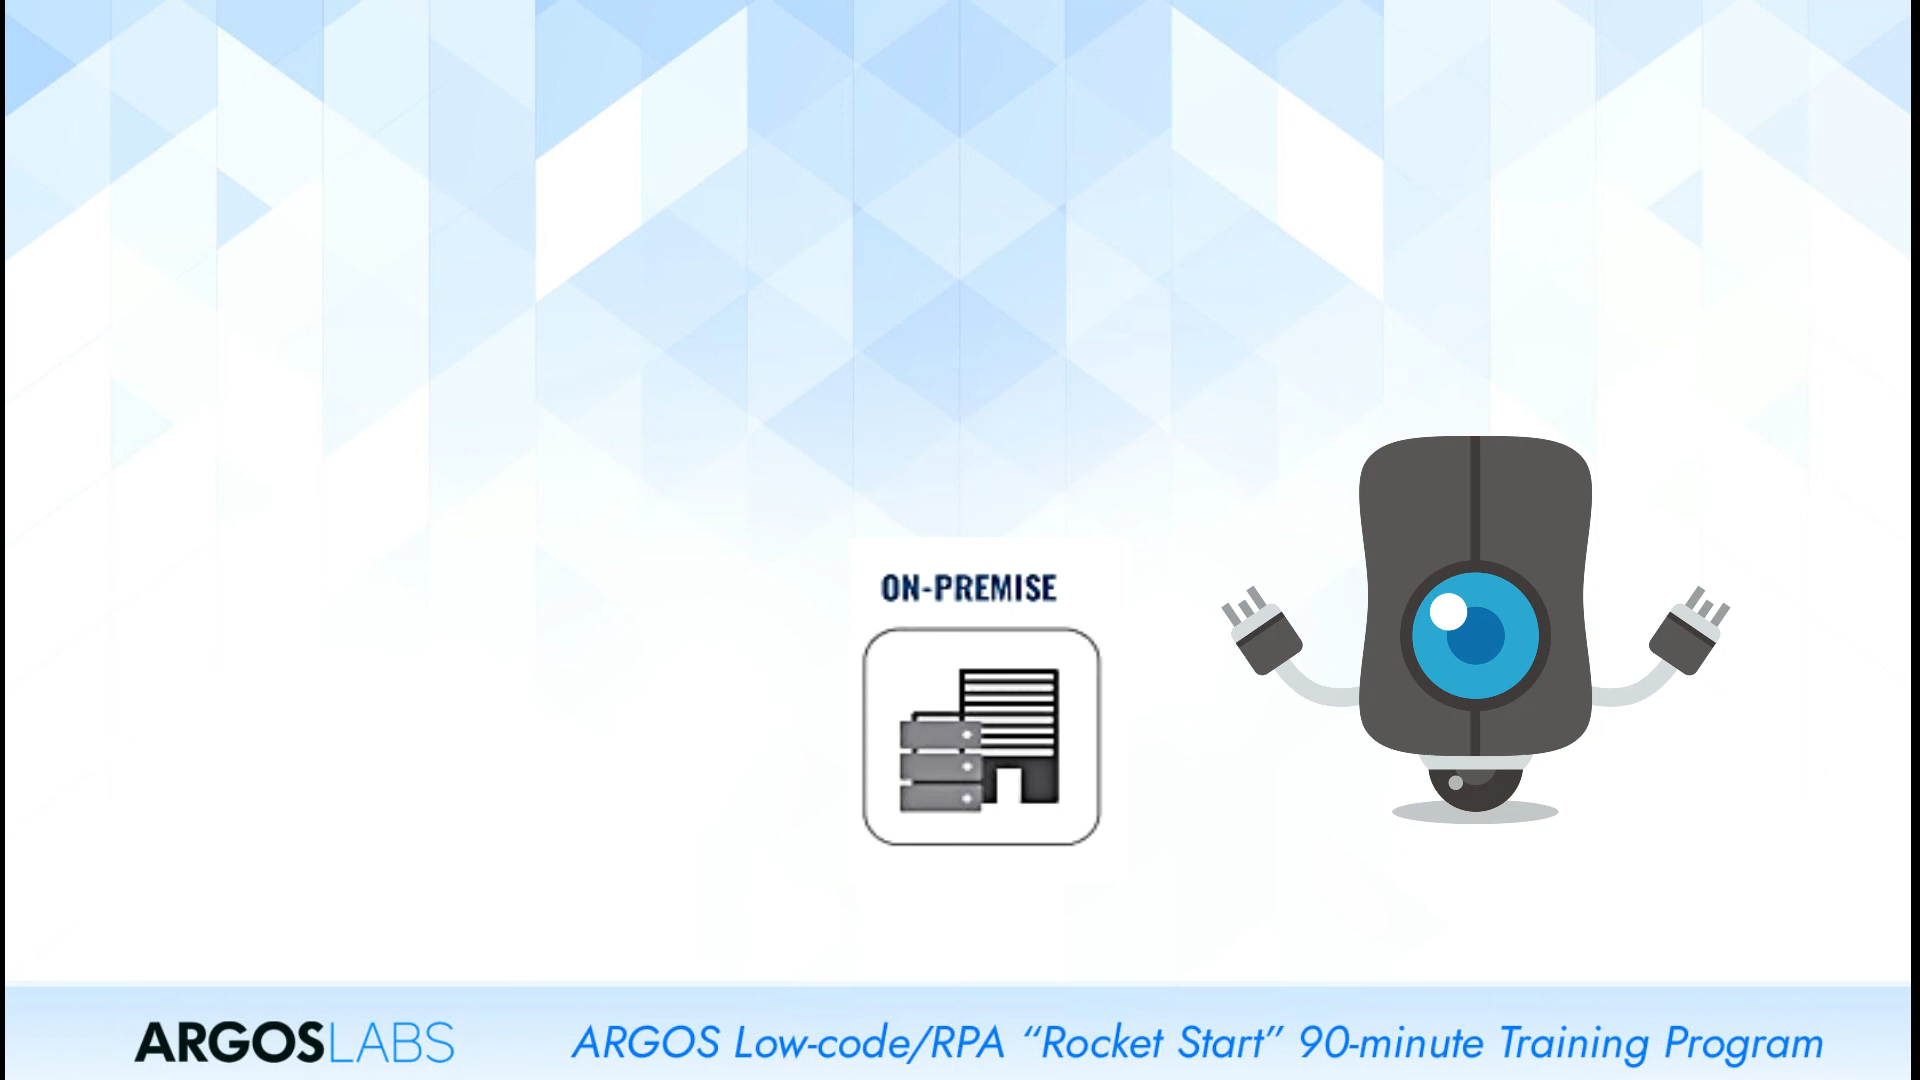 ON-PREMISE
ARGOSLABS
ARGOS Low-code/RPA “Rocket Start” 90-minute Training Program